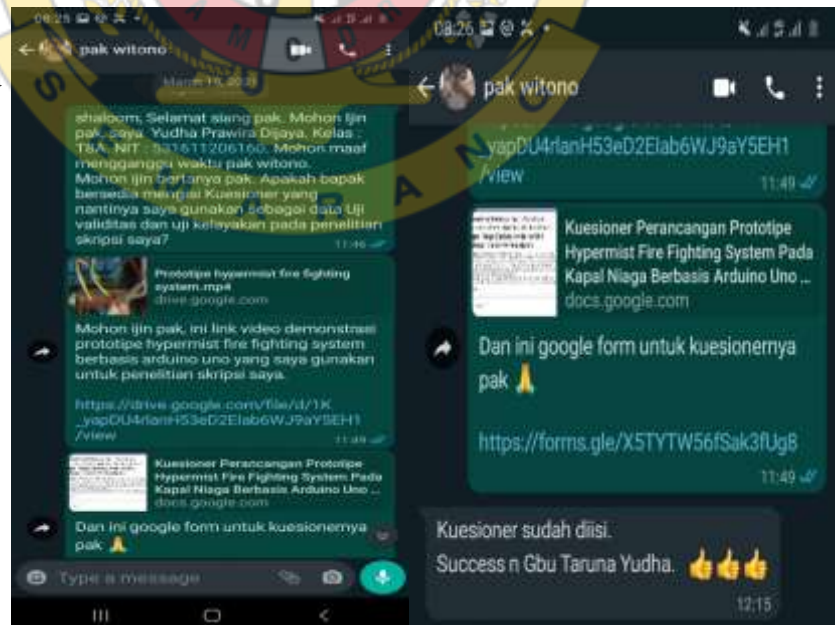 08:25
pak witono
shaloom, Selamat siang pak. Mohon Ijin
pak, saya Yudha Prawira Dijaya, Kelas :
T8A, NIT : 531611206160. Mohon maaf
mengganggu waktu pak witono.
Mohon ijin bertanya pak. Apakah bapak
bersedia mengisi Kuesioner yang
nantinya saya gunakan sebagai data Uji
validitas dan uji kelayakan pada penelitian
skripsi saya?
11:46
Prototipe hypermist fire fighting
system.mp4
drive.google.com
Mohon ijin pak, ini link video demonstrasi
prototipe hypermist fire fighting system
berbasis arduino uno yang saya gunakan
untuk penelitian skripsi saya.
https://drive.google.com/file/d/1K
_yapDU4rlanH53eD2Elab6WJ9aY5EH1
/view
11:49
Kuesioner Perancangan Prototipe
Hypermist Fire Fighting System Pada
Kapal Niaga Berbasis Arduino Uno ...
docs.google.com
Dan ini google form untuk kuesionernya
pak 🙏
Type a message
08:26
pak witono
_yapDU4rlanH53eD2Elab6WJ9aY5EH1
/view
11:49
Kuesioner Perancangan Prototipe
Hypermist Fire Fighting System Pada
Kapal Niaga Berbasis Arduino Uno ...
docs.google.com
Dan ini google form untuk kuesionernya
pak 🙏
https://forms.gle/X5TYTW56fSak3fUg8
11:49
Kuesioner sudah diisi.
Success n Gbu Taruna Yudha. 👍👍👍
12:15